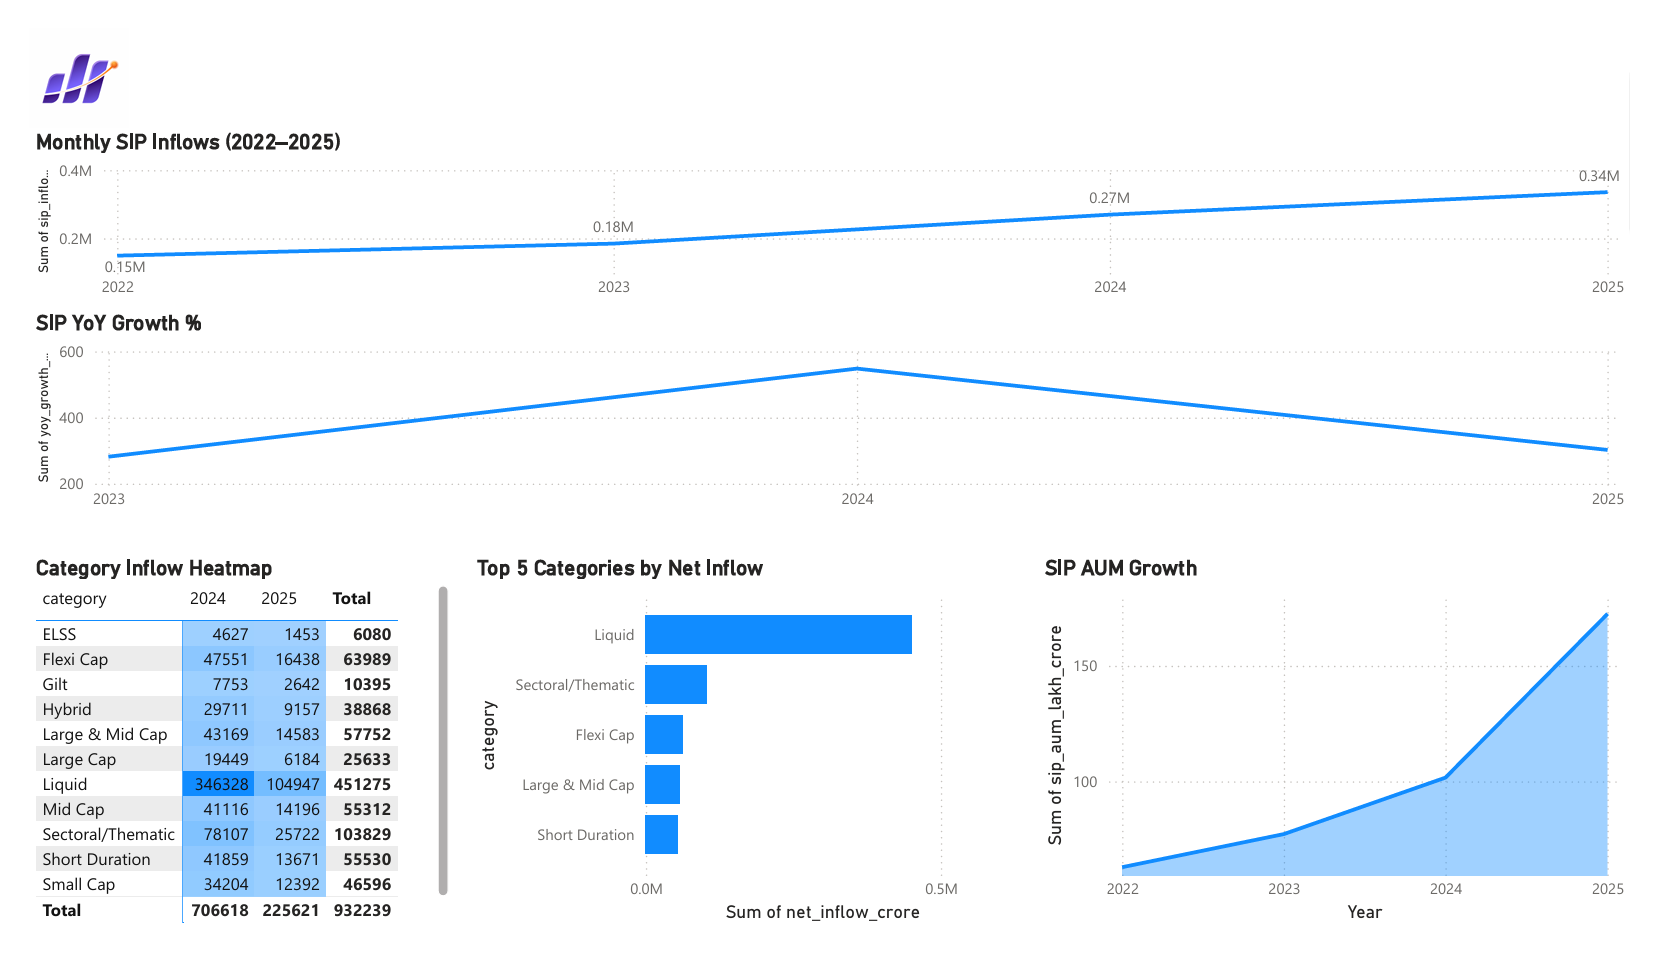 Monthly SIP Inflows (2022–2025)
Sum of sip_inflo...
0.4M
0.2M
0.15M
0.18M
0.27M
0.34M
2022
2023
2024
2025
SIP YoY Growth %
Sum of yoy_growth_...
600
400
200
2023
2024
2025
Category Inflow Heatmap
category 2024 2025 Total
ELSS 4627 1453 6080
Flexi Cap 47551 16438 63989
Gilt 7753 2642 10395
Hybrid 29711 9157 38868
Large & Mid Cap 43169 14583 57752
Large Cap 19449 6184 25633
Liquid 346328 104947 451275
Mid Cap 41116 14196 55312
Sectoral/Thematic 78107 25722 103829
Short Duration 41859 13671 55530
Small Cap 34204 12392 46596
Total 706618 225621 932239
Top 5 Categories by Net Inflow
category
Liquid
Sectoral/Thematic
Flexi Cap
Large & Mid Cap
Short Duration
0.0M
0.5M
Sum of net_inflow_crore
SIP AUM Growth
Sum of sip_aum_lakh_crore
150
100
2022
2023
2024
2025
Year